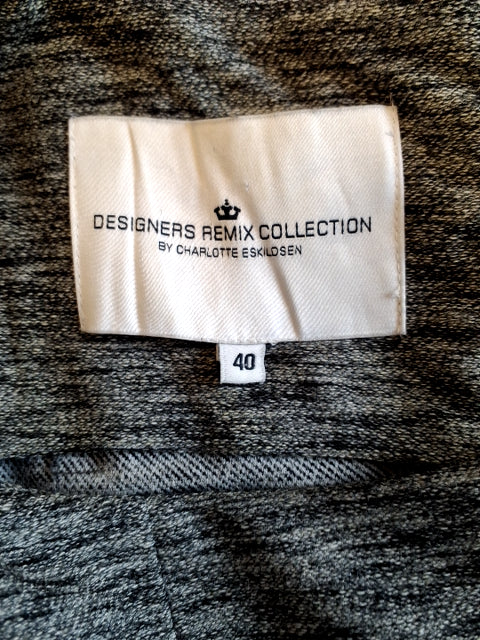 DESIGNERS REMIX COLLECTION
BY CHARLOTTE ESKILDSEN
40